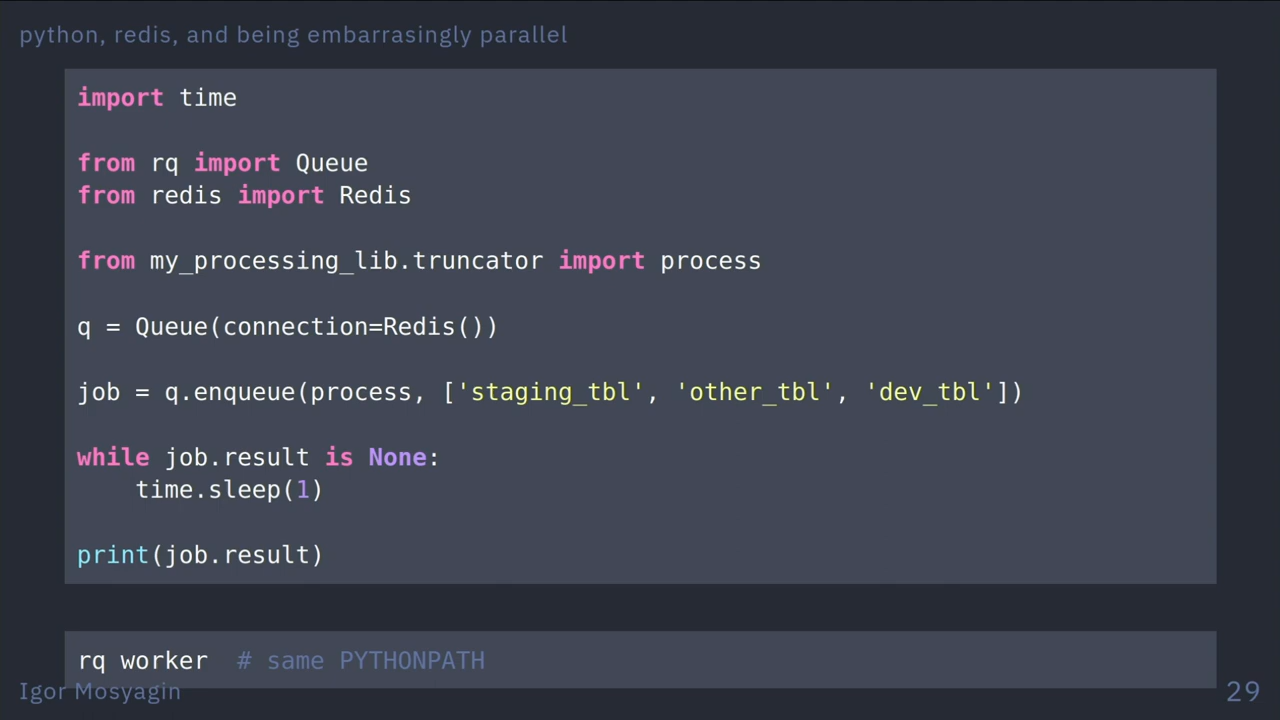 python, redis, and being embarrasingly parallel
import time
from rq import Queue
from redis import Redis
from my_processing_lib.truncator import process
q = Queue(connection=Redis())
job = q.enqueue(process, ['staging_tbl', 'other_tbl', 'dev_tbl'])
while job.result is None:
    time.sleep(1)
print(job.result)
rq worker  # same PYTHONPATH
Igor Mosyagin
29